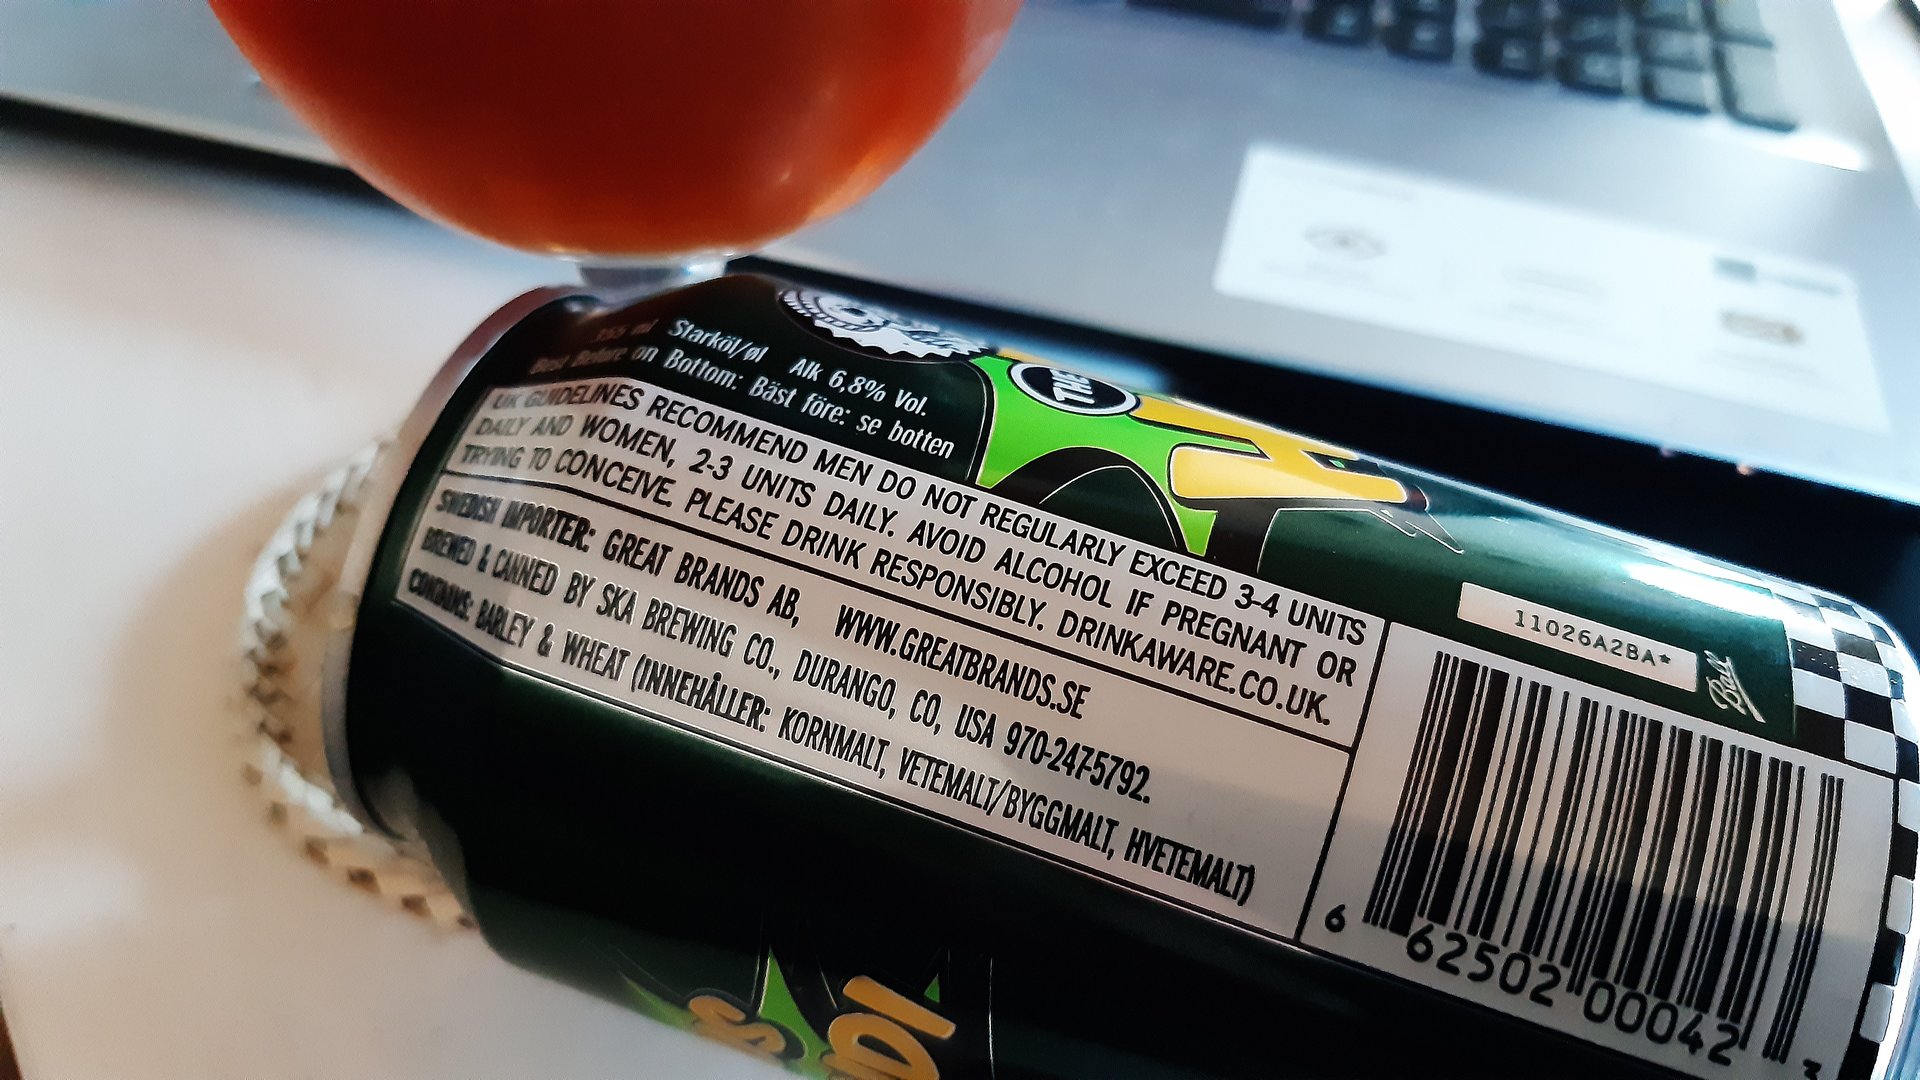 355 ml Starköl/øl Alk 6,8% Vol.
Best Before on Bottom: Bäst före: se botten
UK GUIDELINES RECOMMEND MEN DO NOT REGULARLY EXCEED 3-4 UNITS
DAILY AND WOMEN, 2-3 UNITS DAILY. AVOID ALCOHOL IF PREGNANT OR
TRYING TO CONCEIVE. PLEASE DRINK RESPONSIBLY. DRINKAWARE.CO.UK.
SWEDISH IMPORTER: GREAT BRANDS AB, WWW.GREATBRANDS.SE
BREWED & CANNED BY SKA BREWING CO., DURANGO, CO, USA 970-247-5792.
CONTAINS: BARLEY & WHEAT (INNEHÅLLER: KORNMALT, VETEMALT/BYGGMALT, HVETEMALT)
THE
11026A2BA*
Ball
6 62502 00042 3